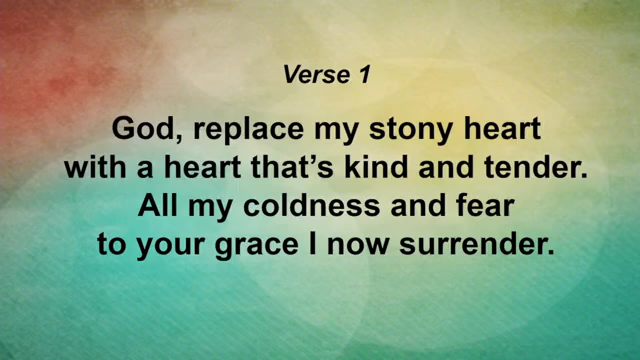 Verse 1
God, replace my stony heart
with a heart that’s kind and tender.
All my coldness and fear
to your grace I now surrender.